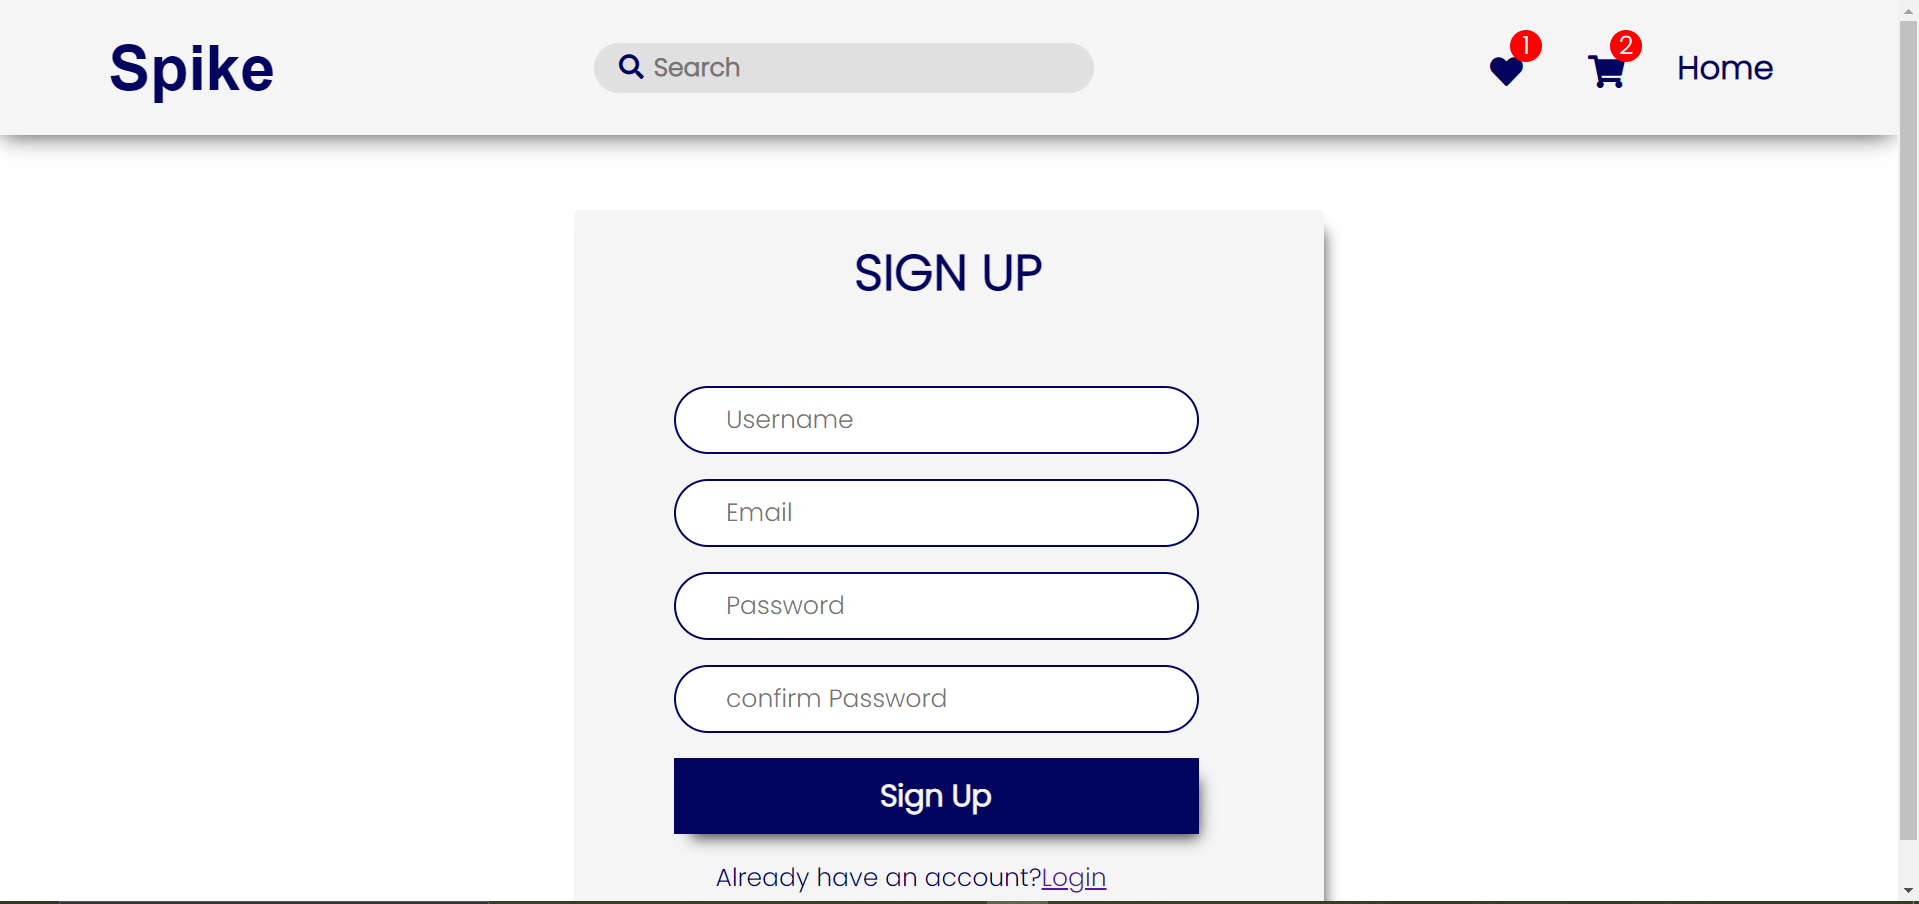 Spike
Search
1
2
Home
SIGN UP
Username
Email
Password
confirm Password
Sign Up
Already have an account?Login